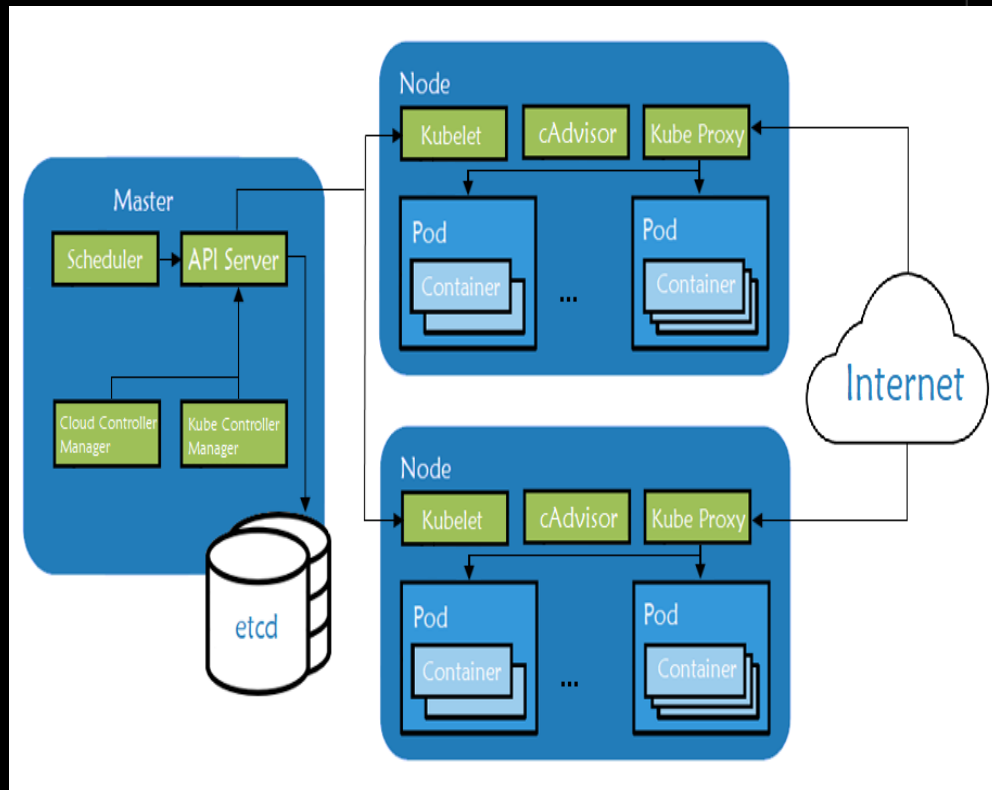 Master
Scheduler
API Server
Cloud Controller
Manager
Kube Controller
Manager
etcd
Node
Kubelet
cAdvisor
Kube Proxy
Pod
Container
...
Pod
Container
Node
Kubelet
cAdvisor
Kube Proxy
Pod
Container
...
Pod
Container
Internet